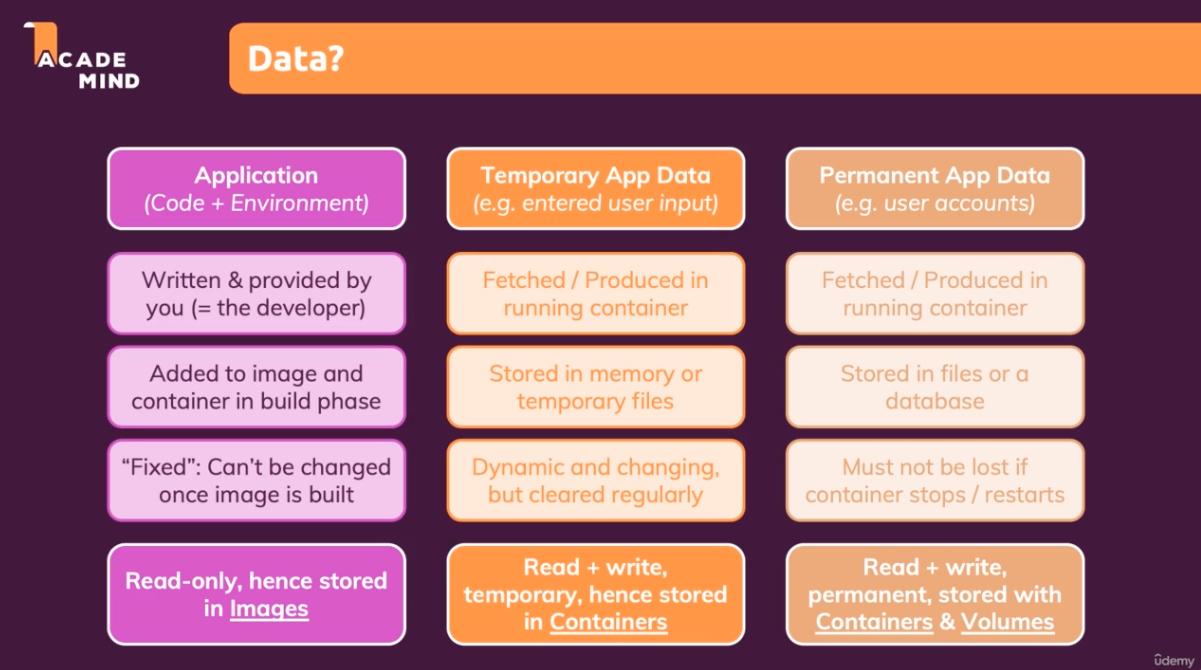 ACADE
MIND
Data?
Application
(Code + Environment)
Written & provided by
you (= the developer)
Added to image and
container in build phase
“Fixed”: Can’t be changed
once image is built
Read-only, hence stored
in Images
Temporary App Data
(e.g. entered user input)
Fetched / Produced in
running container
Stored in memory or
temporary files
Dynamic and changing,
but cleared regularly
Read + write,
temporary, hence stored
in Containers
Permanent App Data
(e.g. user accounts)
Fetched / Produced in
running container
Stored in files or a
database
Must not be lost if
container stops / restarts
Read + write,
permanent, stored with
Containers & Volumes
ûdemy